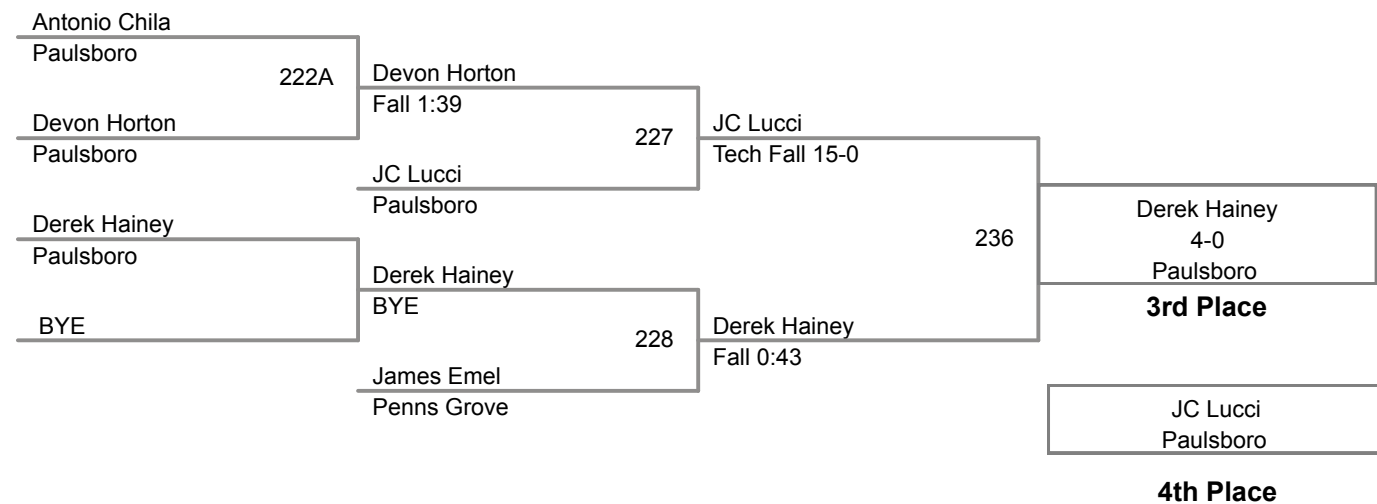 Antonio Chila
Paulsboro
222A
Devon Horton
Paulsboro
Devon Horton
Fall 1:39
227
JC Lucci
Paulsboro
JC Lucci
Tech Fall 15-0
Derek Hainey
Paulsboro
BYE
Derek Hainey
BYE
228
James Emel
Penns Grove
Derek Hainey
Fall 0:43
236
Derek Hainey
4-0
Paulsboro
3rd Place
JC Lucci
Paulsboro
4th Place